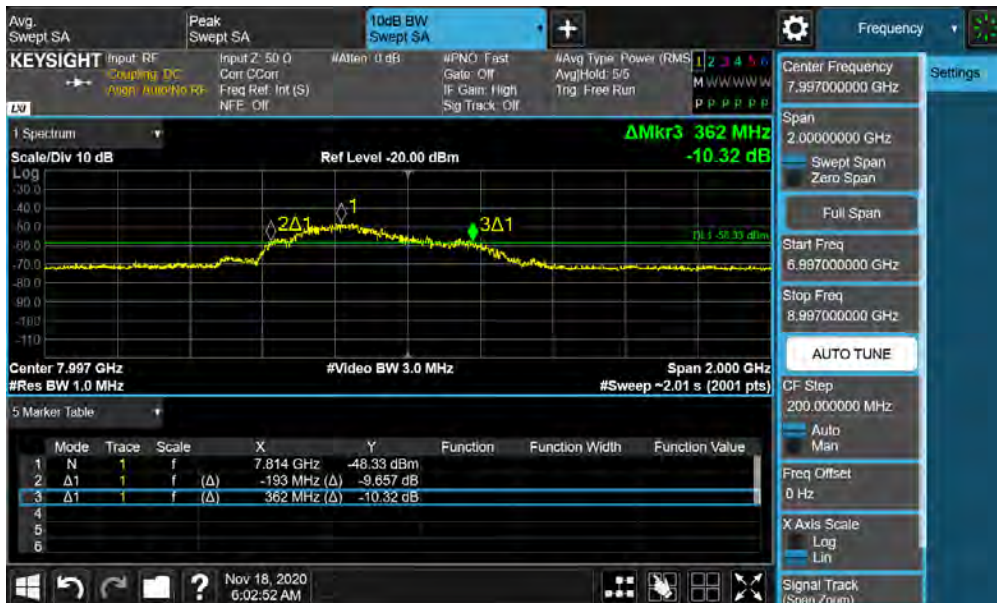 Avg.
Swept SA
Peak
Swept SA
10dB BW
Swept SA
Frequency
KEYSIGHT
Input: RF
Coupling: DC
Align: Auto/No RF
Input Z: 50 Ω
Corr CCorr
Freq Ref: Int (S)
NFE: Off
#Atten: 0 dB
#PNO: Fast
Gate: Off
IF Gain: High
Sig Track: Off
#Avg Type: Power (RMS
Avg|Hold: 5/5
Trig: Free Run
1 2 3 4 5 6
M W W W W W
P P P P P P
LXI
1 Spectrum
Scale/Div 10 dB
Ref Level -20.00 dBm
ΔMkr3 362 MHz
-10.32 dB
Log
-30.0
-40.0
-50.0
-60.0
-70.0
-80.0
-90.0
-100
-110
1
2Δ1
3Δ1
DL1 -58.33 dBm
Center 7.997 GHz
#Video BW 3.0 MHz
Span 2.000 GHz
#Res BW 1.0 MHz
#Sweep ~2.01 s (2001 pts)
5 Marker Table
Mode Trace Scale X Y Function Function Width Function Value
1 N 1 f 7.814 GHz -48.33 dBm
2 Δ1 1 f (Δ) -193 MHz (Δ) -9.657 dB
3 Δ1 1 f (Δ) 362 MHz (Δ) -10.32 dB
4
5
6
Nov 18, 2020
6:02:52 AM
Center Frequency
7.997000000 GHz
Settings
Span
2.00000000 GHz
Swept Span
Zero Span
Full Span
Start Freq
6.997000000 GHz
Stop Freq
8.997000000 GHz
AUTO TUNE
CF Step
200.000000 MHz
Auto
Man
Freq Offset
0 Hz
X Axis Scale
Log
Lin
Signal Track
(Span Zoom)